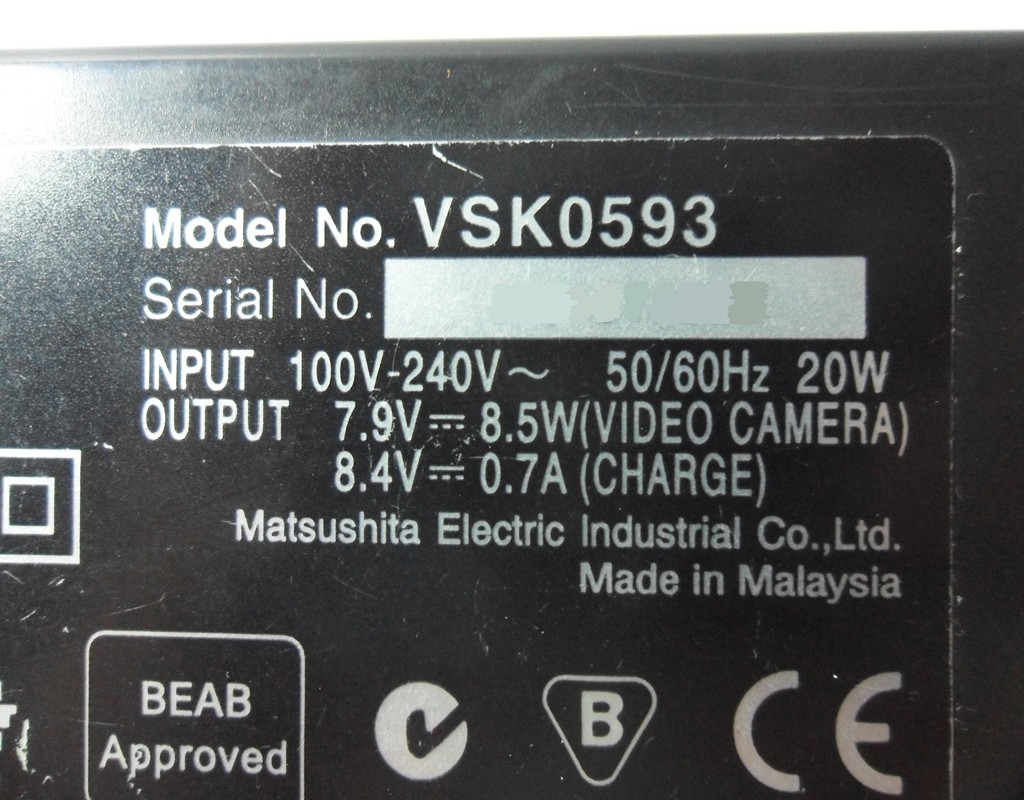 Model No. VSK0593
Serial No.
INPUT 100V-240V～ 50/60Hz 20W
OUTPUT 7.9V⎓ 8.5W(VIDEO CAMERA)
8.4V⎓ 0.7A (CHARGE)
Matsushita Electric Industrial Co.,Ltd.
Made in Malaysia
BEAB
Approved
B
CE